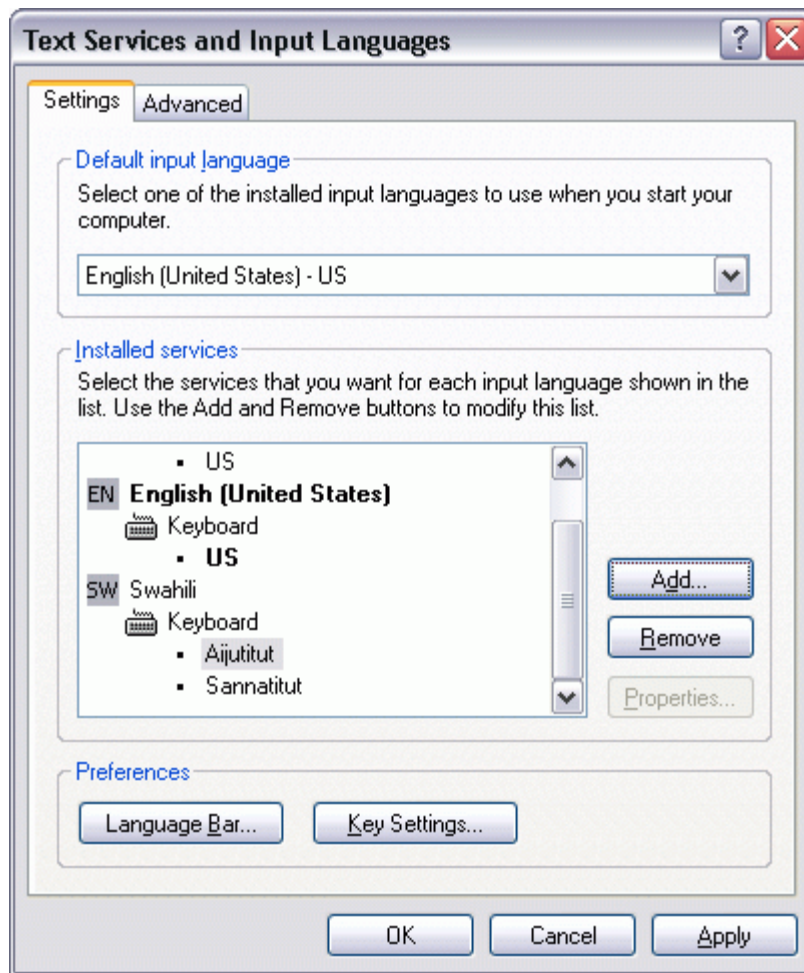 Text Services and Input Languages
?
Settings
Advanced
Default input language
Select one of the installed input languages to use when you start your
computer.
English (United States) - US
Installed services
Select the services that you want for each input language shown in the
list. Use the Add and Remove buttons to modify this list.
US
EN English (United States)
Keyboard
US
SW Swahili
Keyboard
Aijutitut
Sannatitut
Add...
Remove
Properties...
Preferences
Language Bar...
Key Settings...
OK
Cancel
Apply